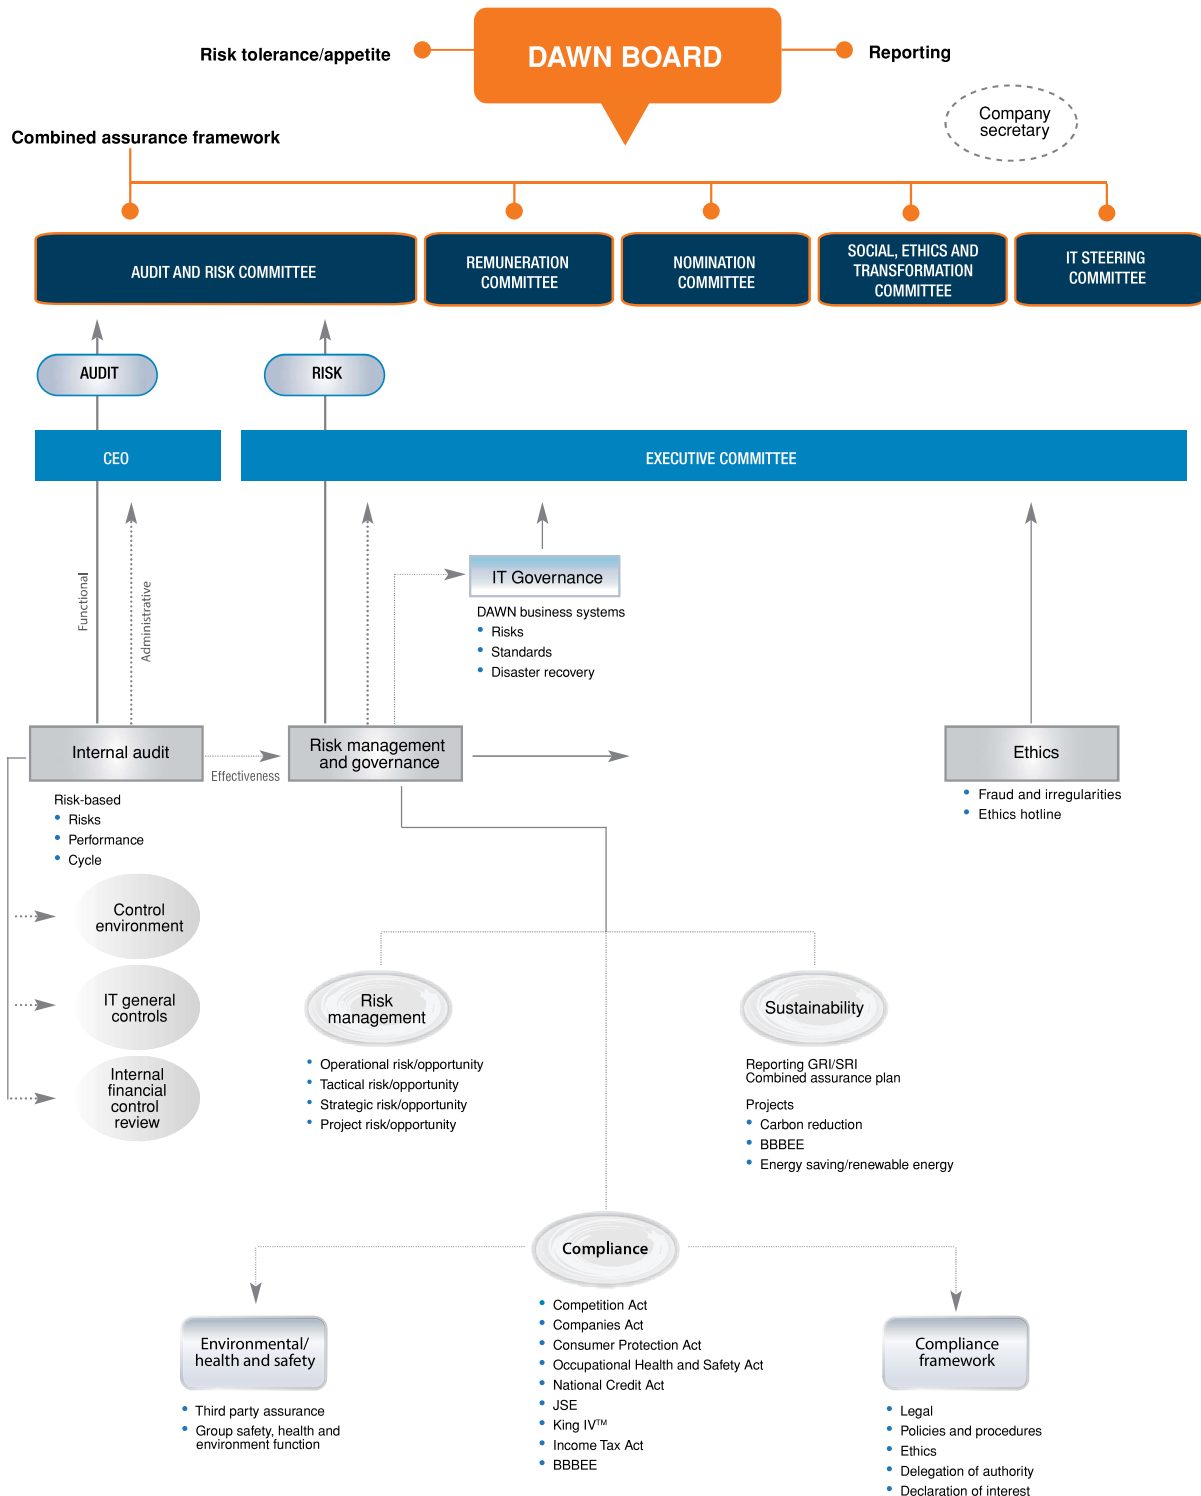 DAWN BOARD
Risk tolerance/appetite
Reporting
Company
secretary
Combined assurance framework
AUDIT AND RISK COMMITTEE
REMUNERATION
COMMITTEE
NOMINATION
COMMITTEE
SOCIAL, ETHICS AND
TRANSFORMATION
COMMITTEE
IT STEERING
COMMITTEE
AUDIT
RISK
CEO
EXECUTIVE COMMITTEE
Functional
Administrative
IT Governance
DAWN business systems
• Risks
• Standards
• Disaster recovery
Internal audit
Effectiveness
Risk management
and governance
Ethics
• Fraud and irregularities
• Ethics hotline
Risk-based
• Risks
• Performance
• Cycle
Control
environment
IT general
controls
Internal
financial
control
review
Risk
management
• Operational risk/opportunity
• Tactical risk/opportunity
• Strategic risk/opportunity
• Project risk/opportunity
Sustainability
Reporting GRI/SRI
Combined assurance plan
Projects
• Carbon reduction
• BBBEE
• Energy saving/renewable energy
Compliance
• Competition Act
• Companies Act
• Consumer Protection Act
• Occupational Health and Safety Act
• National Credit Act
• JSE
• King IV™
• Income Tax Act
• BBBEE
Environmental/
health and safety
• Third party assurance
• Group safety, health and
environment function
Compliance
framework
• Legal
• Policies and procedures
• Ethics
• Delegation of authority
• Declaration of interest